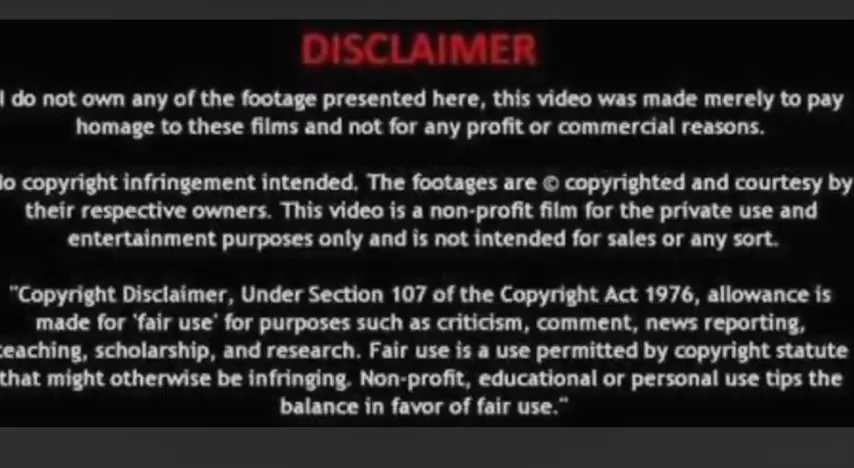 DISCLAIMER
I do not own any of the footage presented here, this video was made merely to pay
homage to these films and not for any profit or commercial reasons.
lo copyright infringement intended. The footages are © copyrighted and courtesy by
their respective owners. This video is a non-profit film for the private use and
entertainment purposes only and is not intended for sales or any sort.
"Copyright Disclaimer, Under Section 107 of the Copyright Act 1976, allowance is
made for 'fair use' for purposes such as criticism, comment, news reporting,
teaching, scholarship, and research. Fair use is a use permitted by copyright statute
that might otherwise be infringing. Non-profit, educational or personal use tips the
balance in favor of fair use."